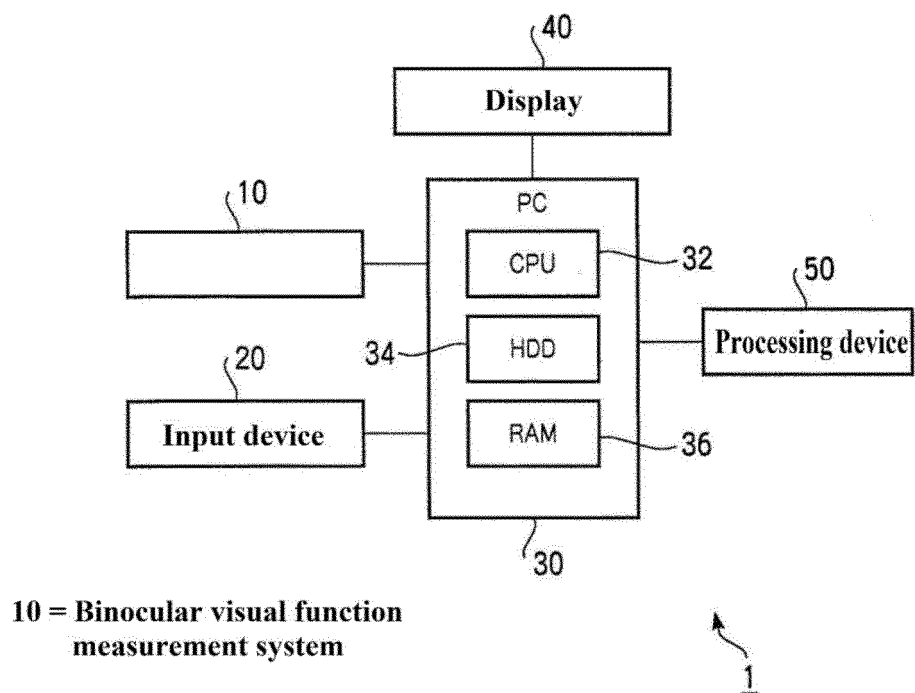 40
Display
10
PC
CPU
32
50
34
HDD
Processing device
20
Input device
RAM
36
30
10 = Binocular visual function
measurement system
1